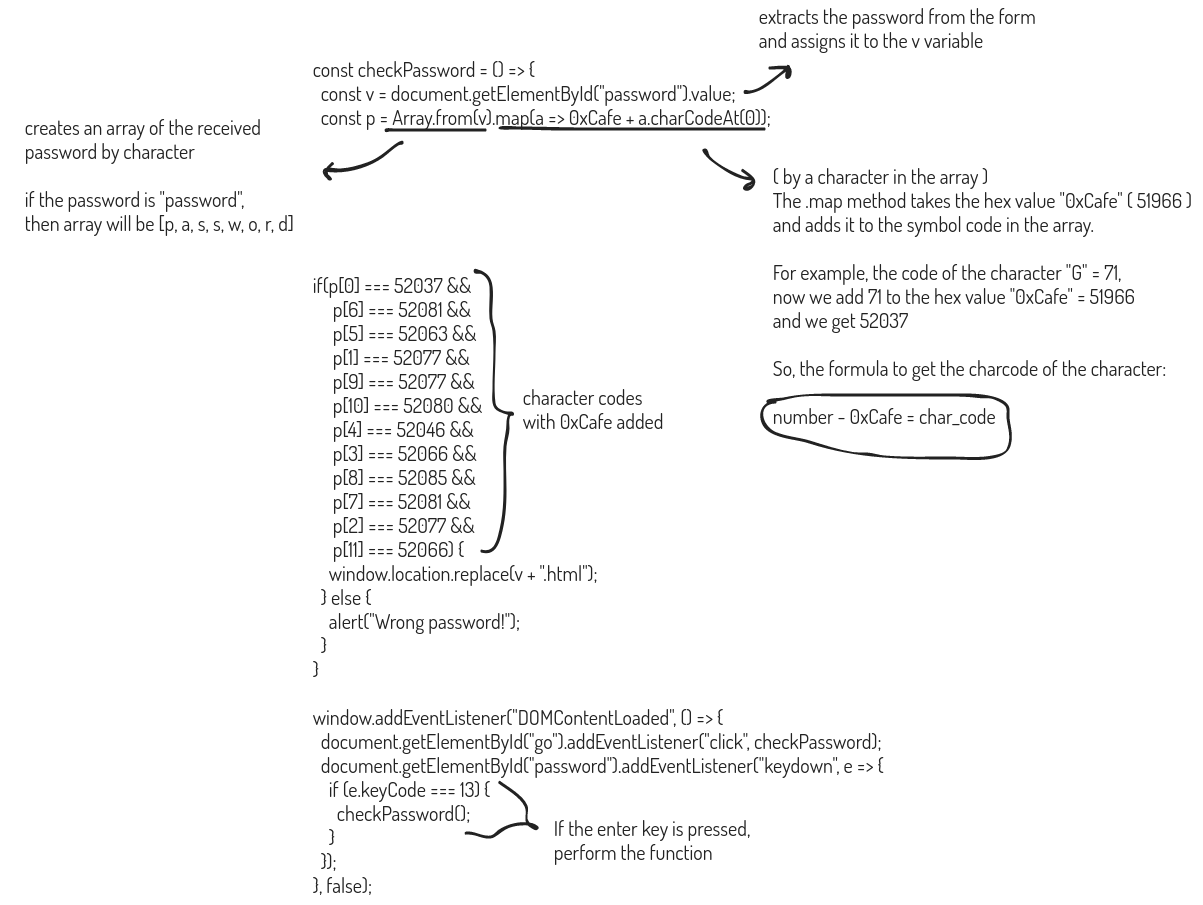 extracts the password from the form
and assigns it to the v variable
const checkPassword = () => {
const v = document.getElementById("password").value;
const p = Array.from(v).map(a => 0xCafe + a.charCodeAt(0));
creates an array of the received
password by character
if the password is "password",
then array will be [p, a, s, s, w, o, r, d]
( by a character in the array )
The .map method takes the hex value "0xCafe" ( 51966 )
and adds it to the symbol code in the array.
For example, the code of the character "G" = 71,
now we add 71 to the hex value "0xCafe" = 51966
and we get 52037
So, the formula to get the charcode of the character:
number - 0xCafe = char_code
if(p[0] === 52037 &&
p[6] === 52081 &&
p[5] === 52063 &&
p[1] === 52077 &&
p[9] === 52077 &&
p[10] === 52080 &&
p[4] === 52046 &&
p[3] === 52066 &&
p[8] === 52085 &&
p[7] === 52081 &&
p[2] === 52077 &&
p[11] === 52066) {
character codes
with 0xCafe added
window.location.replace(v + ".html");
} else {
alert("Wrong password!");
}
}
window.addEventListener("DOMContentLoaded", () => {
document.getElementById("go").addEventListener("click", checkPassword);
document.getElementById("password").addEventListener("keydown", e => {
if (e.keyCode === 13) {
checkPassword();
}
});
}, false);
If the enter key is pressed,
perform the function